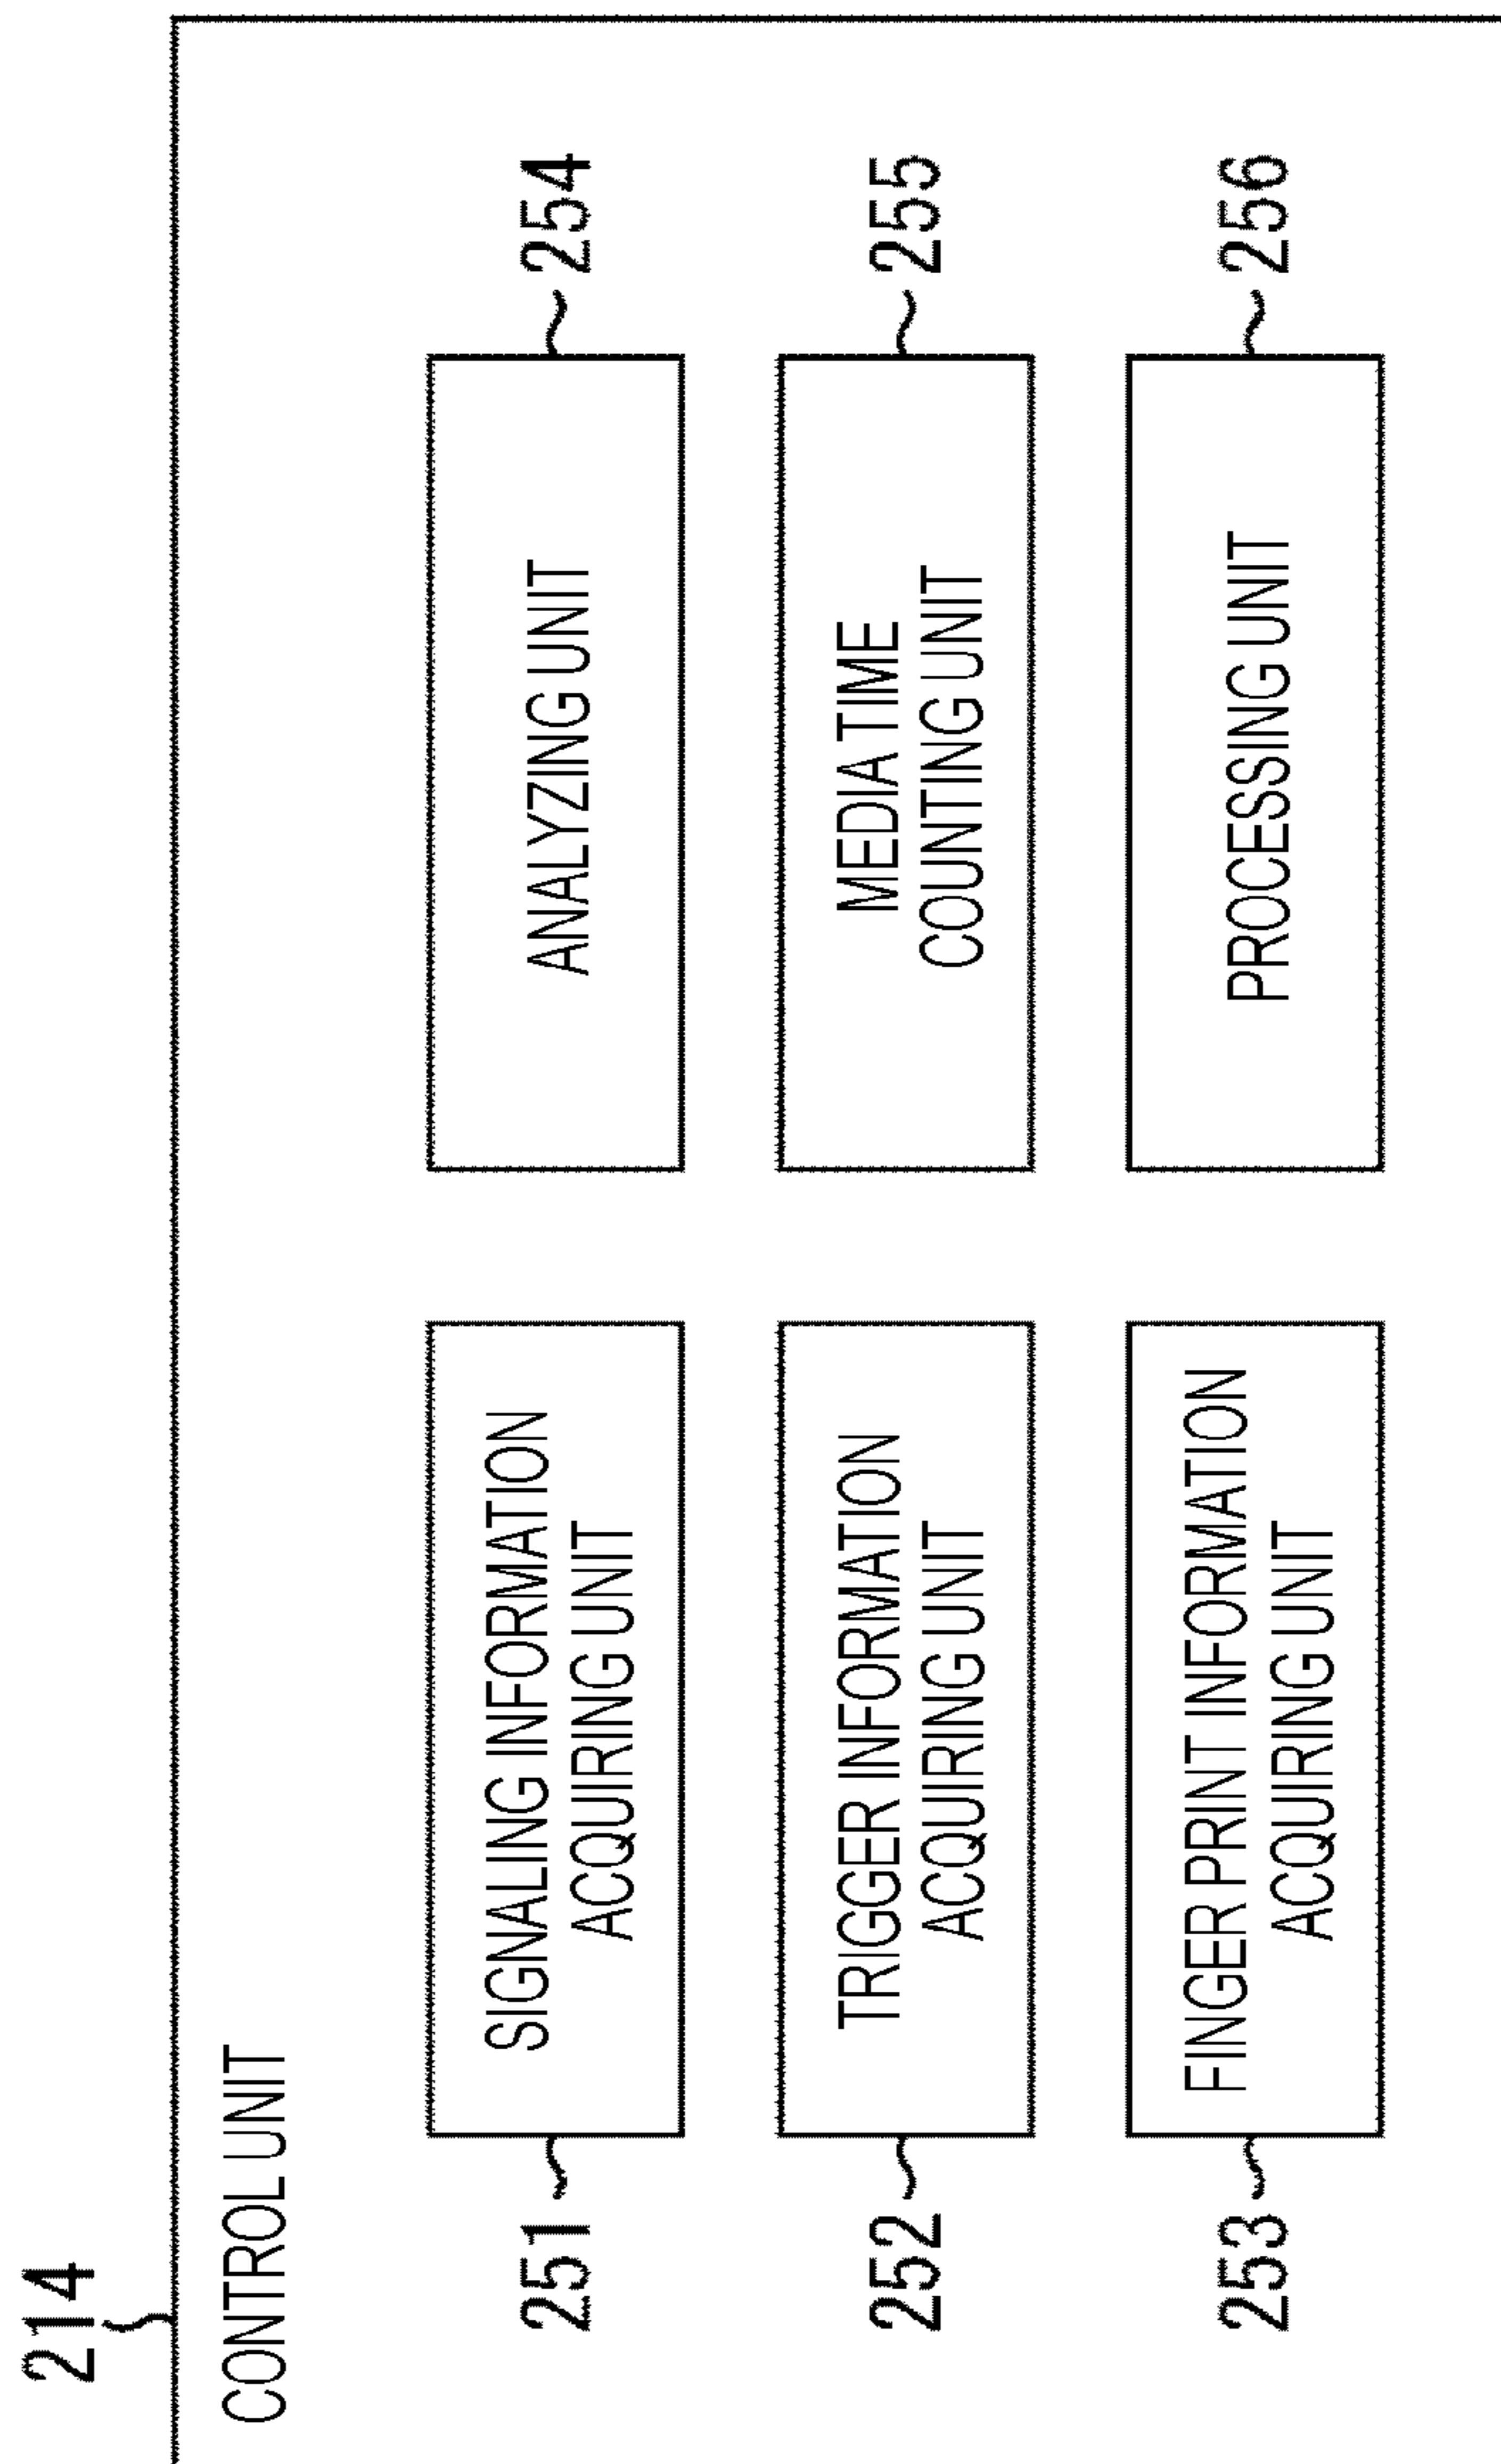 214
CONTROL UNIT
251
SIGNALING INFORMATION
ACQUIRING UNIT
ANALYZING UNIT
254
252
TRIGGER INFORMATION
ACQUIRING UNIT
MEDIA TIME
COUNTING UNIT
255
253
FINGER PRINT INFORMATION
ACQUIRING UNIT
PROCESSING UNIT
256